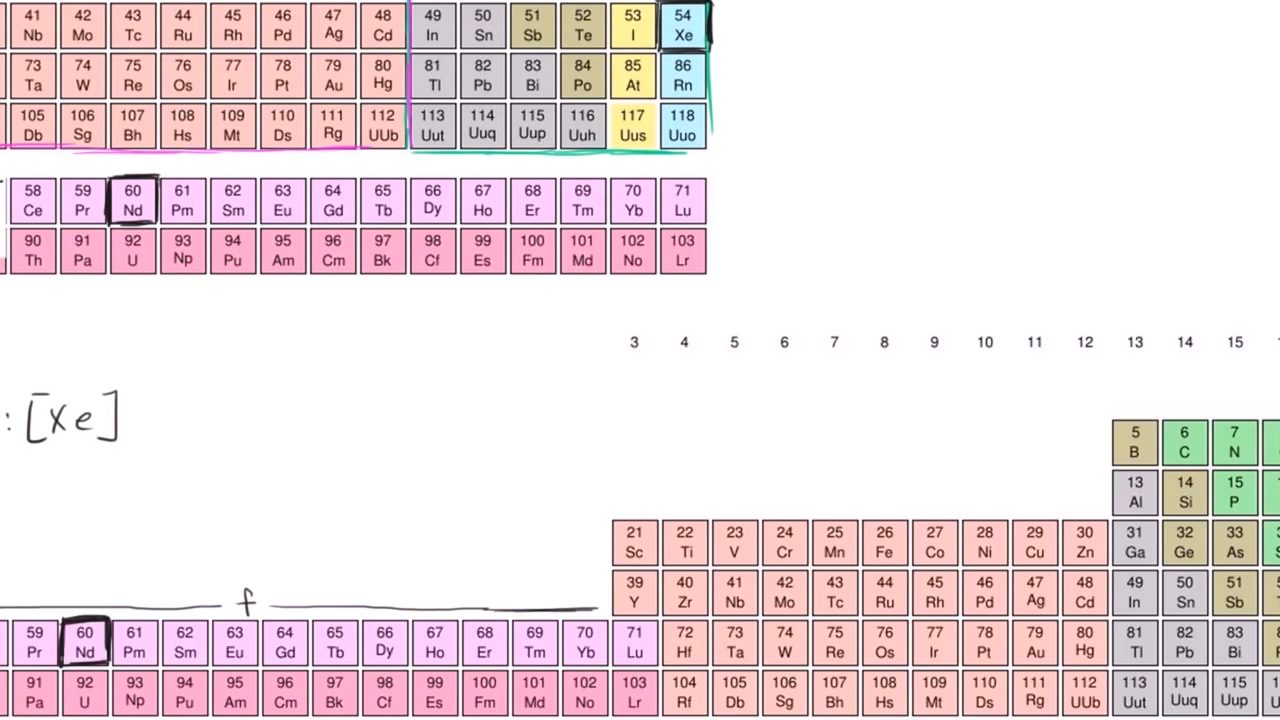 41 42 43 44 45 46 47 48 49 50 51 52 53 54
Nb Mo Tc Ru Rh Pd Ag Cd In Sn Sb Te I Xe
73 74 75 76 77 78 79 80 81 82 83 84 85 86
Ta W Re Os Ir Pt Au Hg Tl Pb Bi Po At Rn
105 106 107 108 109 110 111 112 113 114 115 116 117 118
Db Sg Bh Hs Mt Ds Rg UUb Uut Uuq Uup Uuh Uus Uuo
58 59 60 61 62 63 64 65 66 67 68 69 70 71
Ce Pr Nd Pm Sm Eu Gd Tb Dy Ho Er Tm Yb Lu
90 91 92 93 94 95 96 97 98 99 100 101 102 103
Th Pa U Np Pu Am Cm Bk Cf Es Fm Md No Lr
3 4 5 6 7 8 9 10 11 12 13 14 15
: [Xe]
5 6 7
B C N
13 14 15
Al Si P
21 22 23 24 25 26 27 28 29 30 31 32 33
Sc Ti V Cr Mn Fe Co Ni Cu Zn Ga Ge As
39 40 41 42 43 44 45 46 47 48 49 50 51
Y Zr Nb Mo Tc Ru Rh Pd Ag Cd In Sn Sb
f
59 60 61 62 63 64 65 66 67 68 69 70 71 72 73 74 75 76 77 78 79 80 81 82 83
Pr Nd Pm Sm Eu Gd Tb Dy Ho Er Tm Yb Lu Hf Ta W Re Os Ir Pt Au Hg Tl Pb Bi
91 92 93 94 95 96 97 98 99 100 101 102 103 104 105 106 107 108 109 110 111 112 113 114 115
Pa U Np Pu Am Cm Bk Cf Es Fm Md No Lr Rf Db Sg Bh Hs Mt Ds Rg UUb Uut Uuq Uup